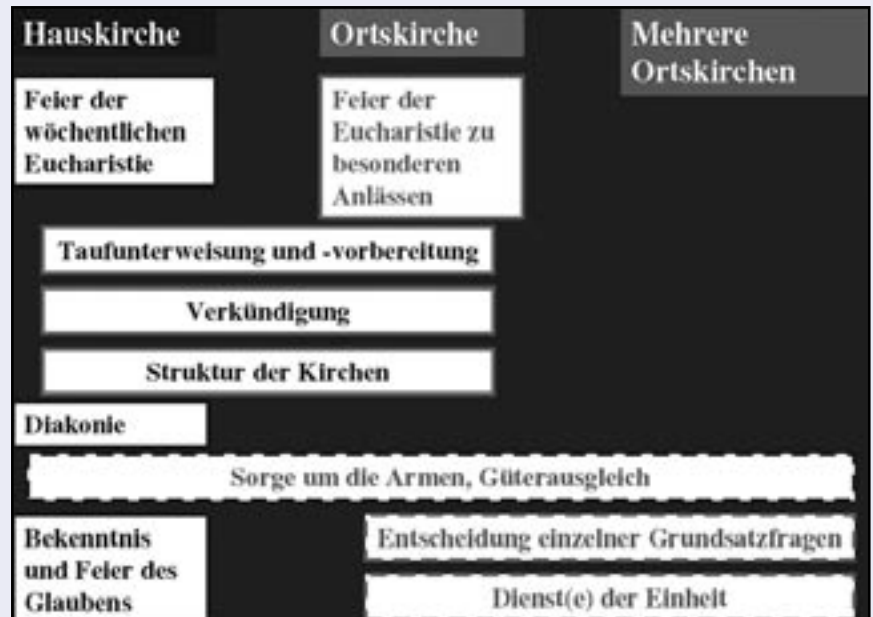 Hauskirche
Ortskirche
Mehrere
Ortskirchen
Feier der
wöchentlichen
Eucharistie
Feier der
Eucharistie zu
besonderen
Anlässen
Taufunterweisung und -vorbereitung
Verkündigung
Struktur der Kirchen
Diakonie
Sorge um die Armen, Güterausgleich
Bekenntnis
und Feier des
Glaubens
Entscheidung einzelner Grundsatzfragen
Dienst(e) der Einheit